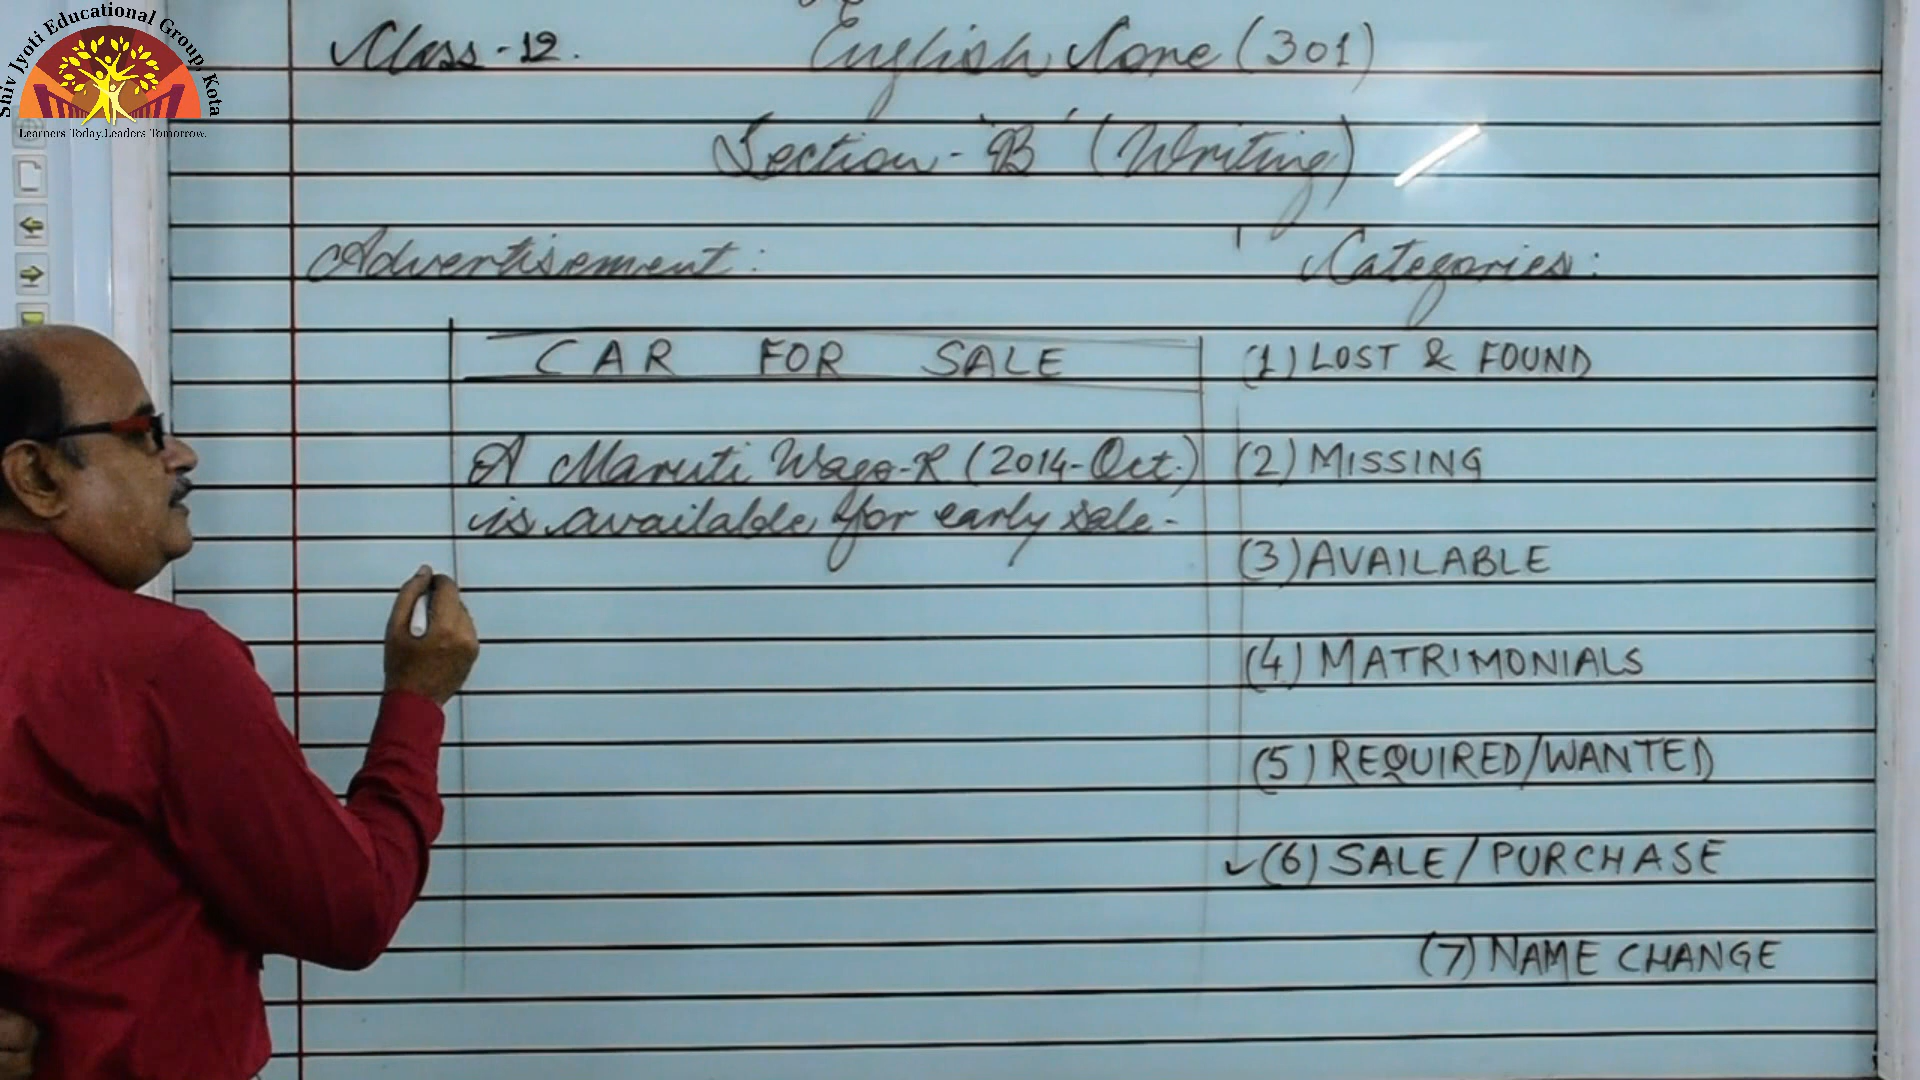 Shiv Jyoti Educational Group, Kota
Learners Today.Leaders Tomorrow.
Class-12.
English Core (301)
Section-'B' (Writing)
Advertisement:
CAR FOR SALE
A Maruti Wago-R (2014-Oct.)
is available for early sale-
Categories:
(1) LOST & FOUND
(2) MISSING
(3) AVAILABLE
(4) MATRIMONIALS
(5) REQUIRED/WANTED
(6) SALE/PURCHASE
(7) NAME CHANGE